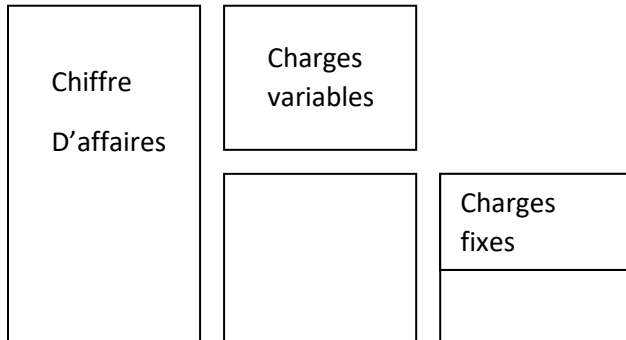 Chiffre
D’affaires
Charges
variables
Charges
fixes